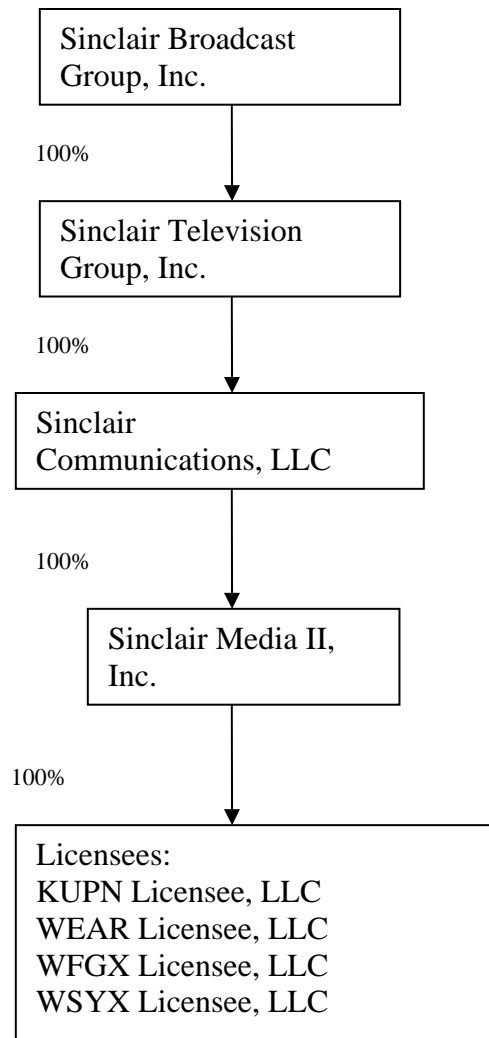 Sinclair Broadcast
Group, Inc.
100%
Sinclair Television
Group, Inc.
100%
Sinclair
Communications, LLC
100%
Sinclair Media II,
Inc.
100%
Licensees:
KUPN Licensee, LLC
WEAR Licensee, LLC
WFGX Licensee, LLC
WSYX Licensee, LLC